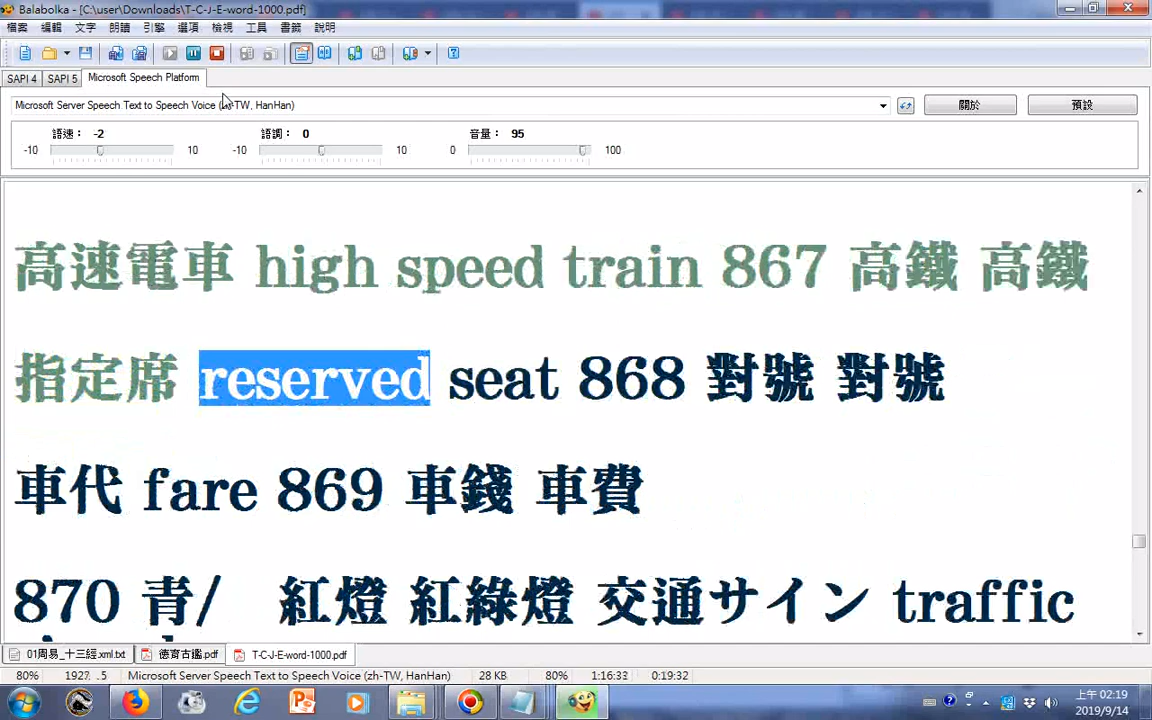 Balabolka - [C:\user\Downloads\T-C-J-E-word-1000.pdf]
檔案 編輯 文字 朗讀 引擎 選項 檢視 工具 書籤 說明
SAPI 4 SAPI 5 Microsoft Speech Platform
Microsoft Server Speech Text to Speech Voice (zh-TW, HanHan) 關於 預設
語速： -2 語調： 0 音量： 95
-10 10 -10 10 0 100
高速電車 high speed train 867 高鐵 高鐵
指定席 reserved seat 868 對號 對號
車代 fare 869 車錢 車費
870 青/ 紅燈 紅綠燈 交通サイン traffic
01周易_十三經.xml.txt 德育古鑑.pdf T-C-J-E-word-1000.pdf
80% 1927. .5 Microsoft Server Speech Text to Speech Voice (zh-TW, HanHan) 28 KB 80% 1:16:33 0:19:32
上午 02:19
2019/9/14